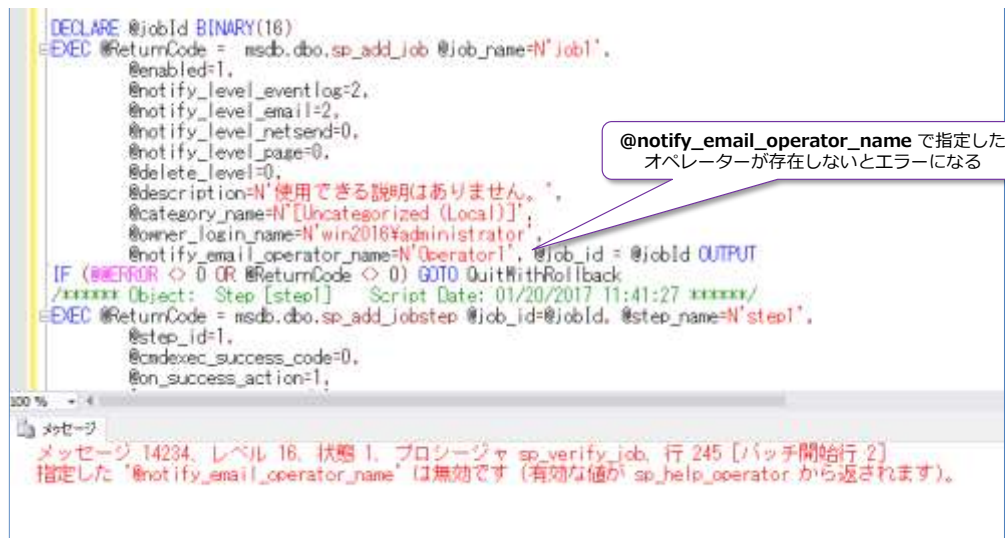 DECLARE @jobId BINARY(16)
EXEC @ReturnCode =  msdb.dbo.sp_add_job @job_name=N'job1',
@enabled=1,
@notify_level_eventlog=2,
@notify_level_email=2,
@notify_level_netsend=0,
@notify_level_page=0,
@delete_level=0,
@description=N'使用できる説明はありません。',
@category_name=N'[Uncategorized (Local)]',
@owner_login_name=N'win2016¥administrator',
@notify_email_operator_name=N'Operator1', @job_id = @jobId OUTPUT
IF (@@ERROR <> 0 OR @ReturnCode <> 0) GOTO QuitWithRollback
/****** Object:  Step [step1]    Script Date: 01/20/2017 11:41:27 ******/
EXEC @ReturnCode = msdb.dbo.sp_add_jobstep @job_id=@jobId, @step_name=N'step1',
@step_id=1,
@cmdexec_success_code=0,
@on_success_action=1,
@notify_email_operator_name で指定した
オペレーターが存在しないとエラーになる
100 %
メッセージ
メッセージ 14234、レベル 16、状態 1、プロシージャ sp_verify_job、行 245 [バッチ開始行 2]
指定した '@notify_email_operator_name' は無効です (有効な値が sp_help_operator から返されます)。